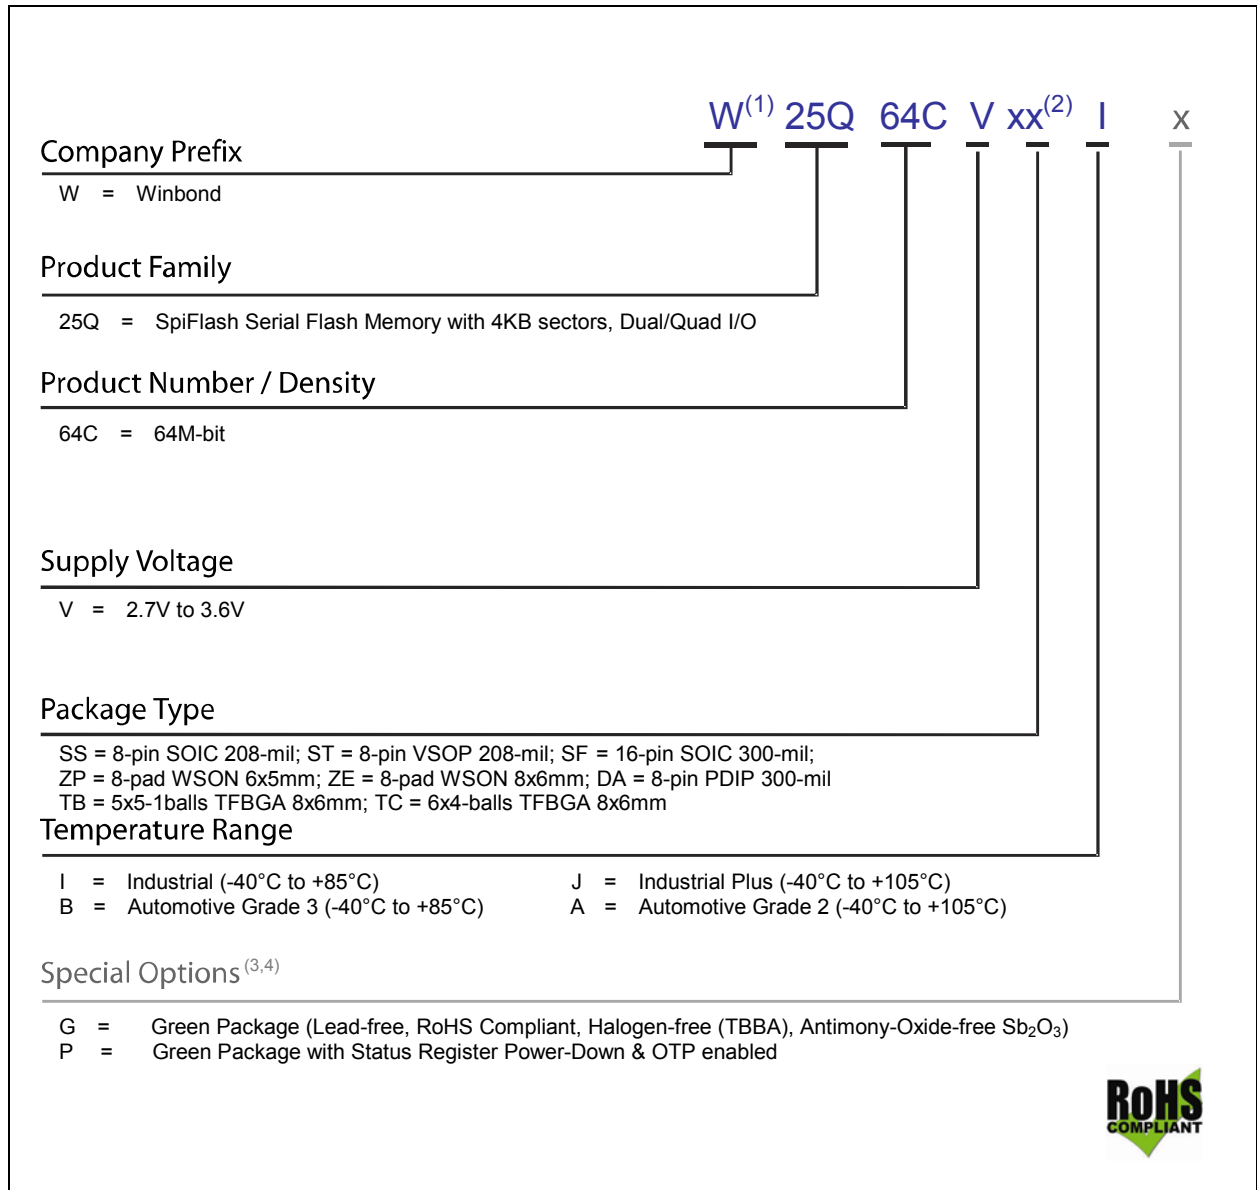 W(1) 25Q 64C V xx(2) I x
Company Prefix
W = Winbond
Product Family
25Q = SpiFlash Serial Flash Memory with 4KB sectors, Dual/Quad I/O
Product Number / Density
64C = 64M-bit
Supply Voltage
V = 2.7V to 3.6V
Package Type
SS = 8-pin SOIC 208-mil; ST = 8-pin VSOP 208-mil; SF = 16-pin SOIC 300-mil;
ZP = 8-pad WSON 6x5mm; ZE = 8-pad WSON 8x6mm; DA = 8-pin PDIP 300-mil
TB = 5x5-1balls TFBGA 8x6mm; TC = 6x4-balls TFBGA 8x6mm
Temperature Range
I = Industrial (-40°C to +85°C) J = Industrial Plus (-40°C to +105°C)
B = Automotive Grade 3 (-40°C to +85°C) A = Automotive Grade 2 (-40°C to +105°C)
Special Options (3,4)
G = Green Package (Lead-free, RoHS Compliant, Halogen-free (TBBA), Antimony-Oxide-free Sb₂O₃)
P = Green Package with Status Register Power-Down & OTP enabled
RoHS
COMPLIANT